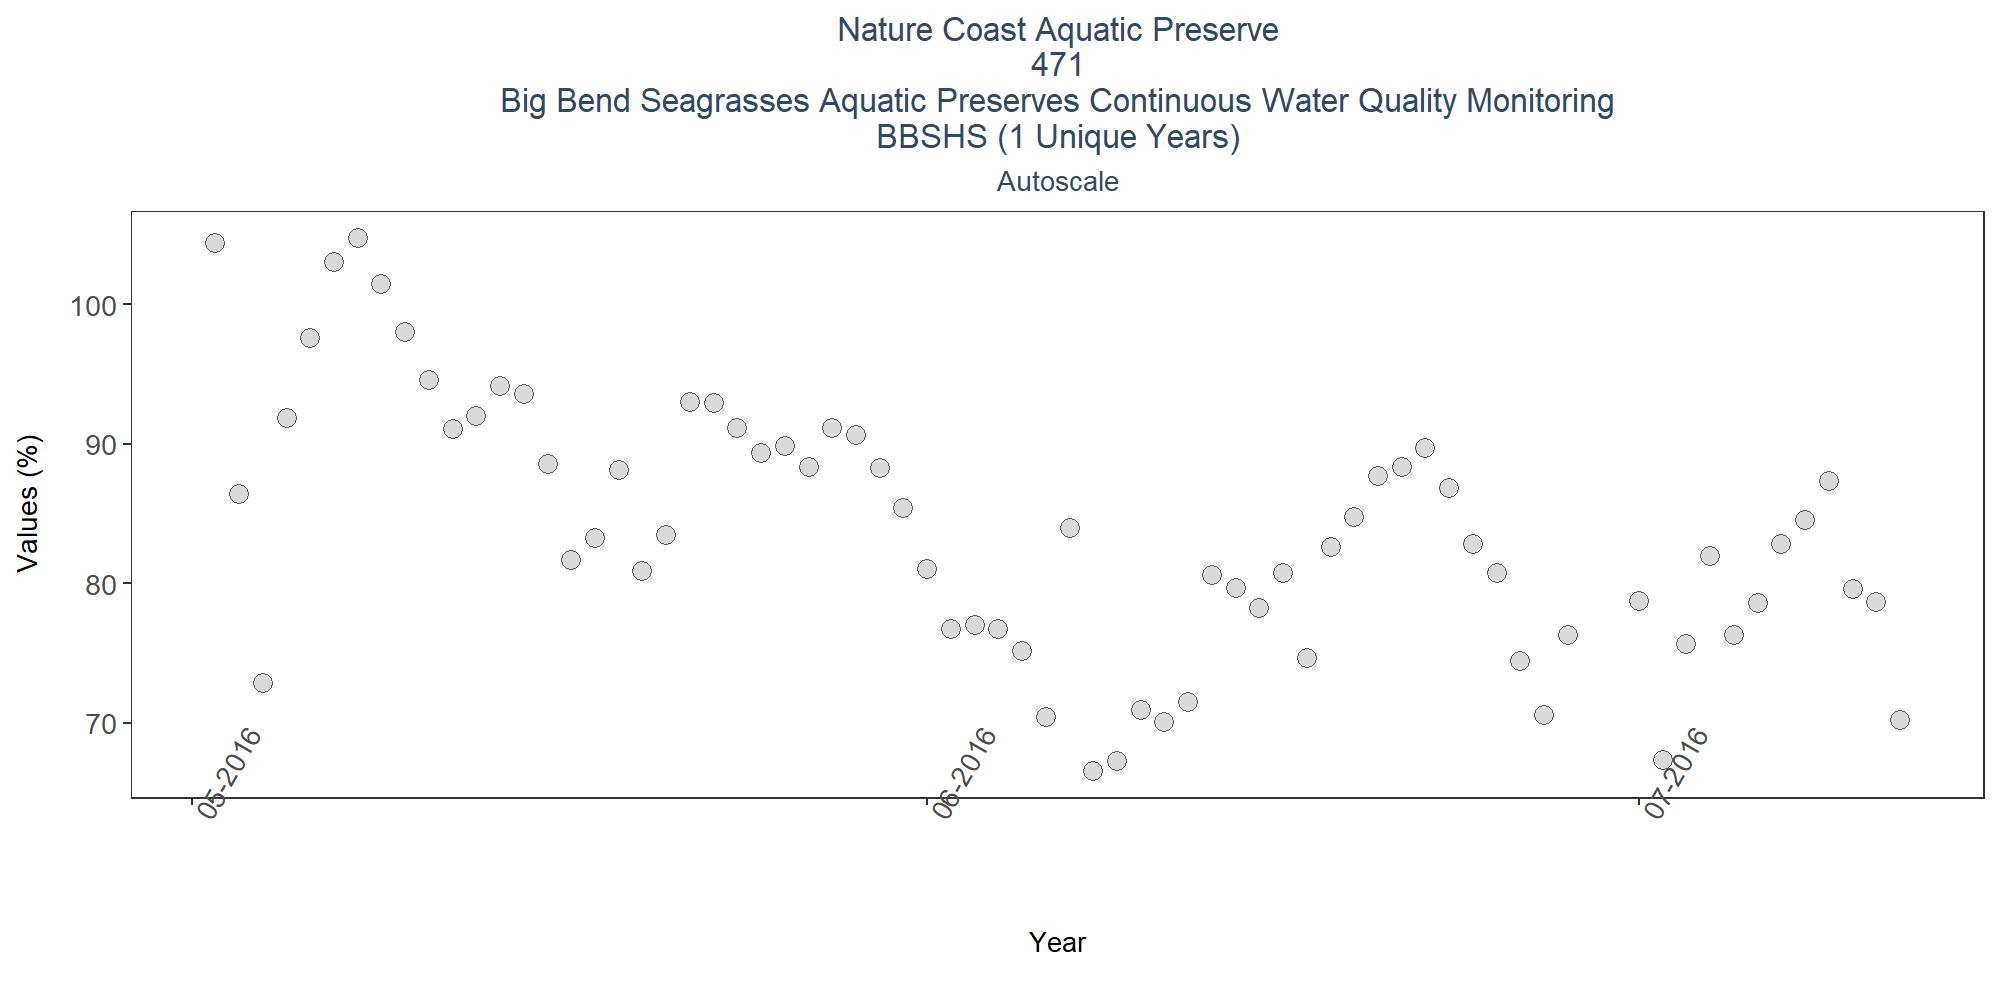 Nature Coast Aquatic Preserve
471
Big Bend Seagrasses Aquatic Preserves Continuous Water Quality Monitoring
BBSHS (1 Unique Years)
Autoscale
Values (%)
100
90
80
70
05-2016
06-2016
07-2016
Year